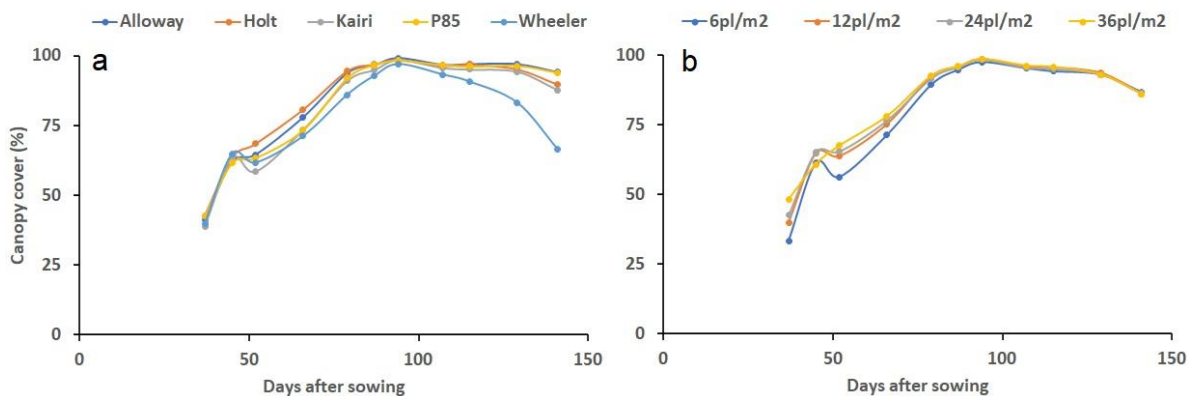 Alloway Holt Kairi P85 Wheeler
a
100
75
50
25
0
Canopy cover (%)
0 50 100 150
Days after sowing
6pl/m2 12pl/m2 24pl/m2 36pl/m2
b
100
75
50
25
0
0 50 100 150
Days after sowing